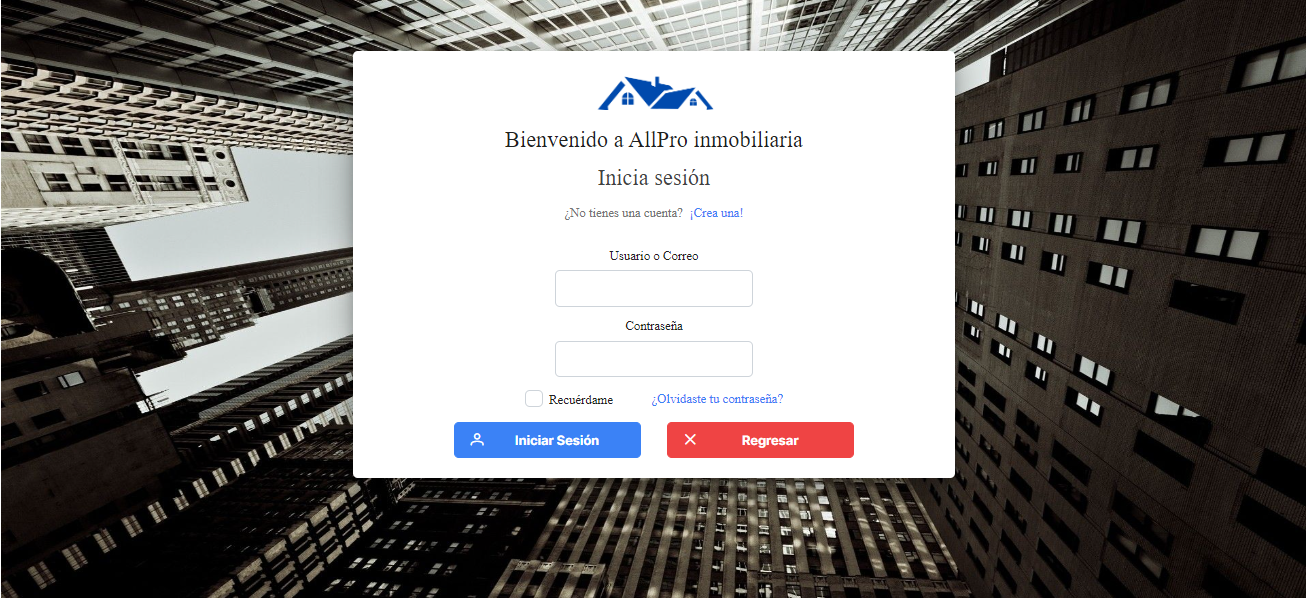 Bienvenido a AllPro inmobiliaria
Inicia sesión
¿No tienes una cuenta? ¡Crea una!
Usuario o Correo
Contraseña
Recuérdame ¿Olvidaste tu contraseña?
Iniciar Sesión Regresar